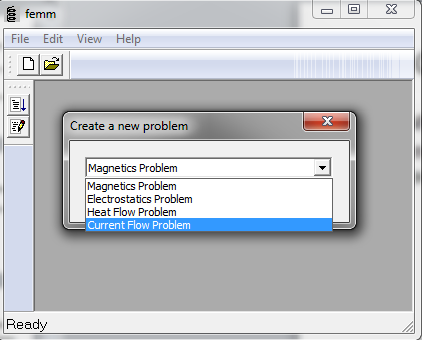 femm
File Edit View Help
Create a new problem
Magnetics Problem
Magnetics Problem
Electrostatics Problem
Heat Flow Problem
Current Flow Problem
Ready